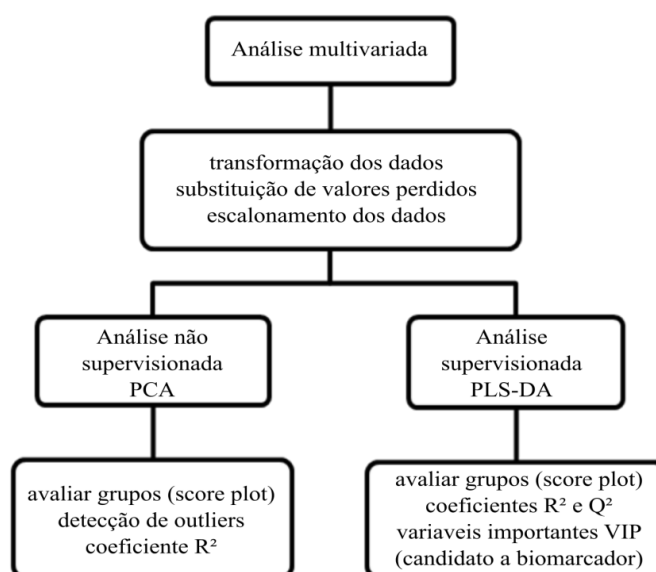 Análise multivariada
transformação dos dados
substituição de valores perdidos
escalonamento dos dados
Análise não
supervisionada
PCA
Análise
supervisionada
PLS-DA
avaliar grupos (score plot)
detecção de outliers
coeficiente R²
avaliar grupos (score plot)
coeficientes R² e Q²
variaveis importantes VIP
(candidato a biomarcador)